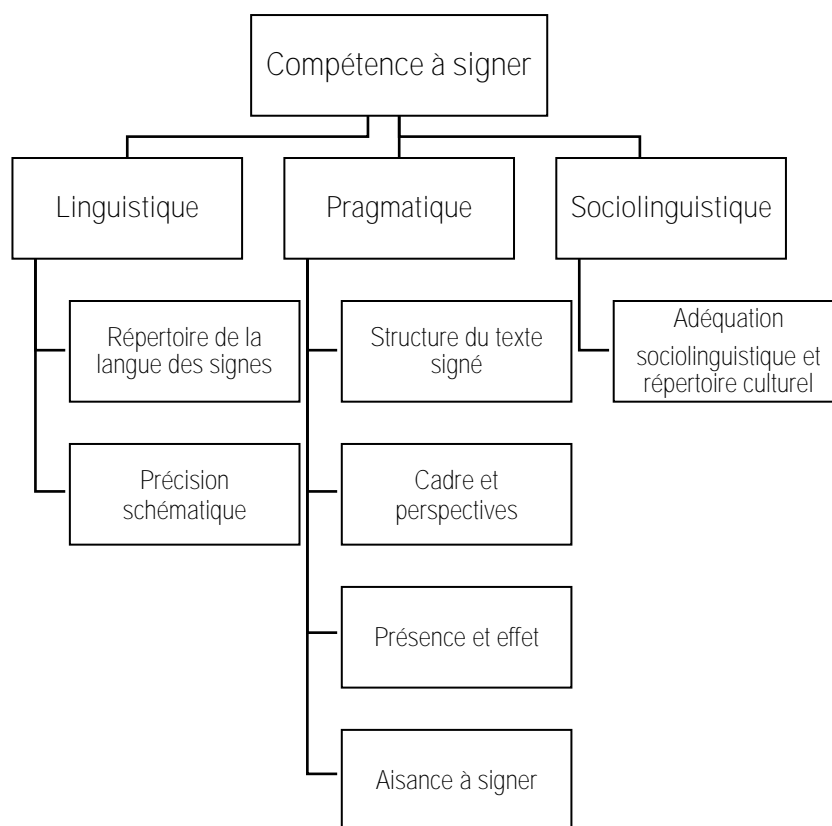 Compétence à signer
Linguistique
Pragmatique
Sociolinguistique
Répertoire de la
langue des signes
Structure du texte
signé
Adéquation
sociolinguistique et
répertoire culturel
Précision
schématique
Cadre et
perspectives
Présence et effet
Aisance à signer